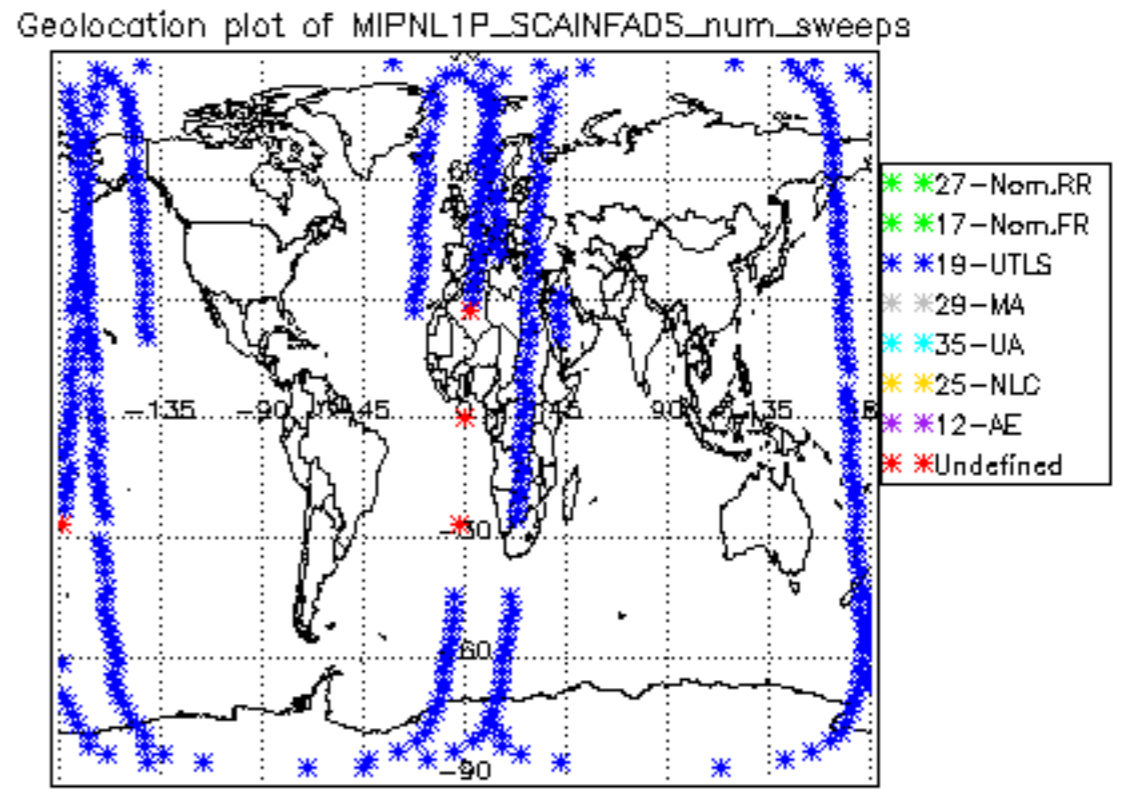 Geolocation plot of MIPNL1P_SCAINFADS_num_sweeps
27-Nom.RR
17-Nom.FR
19-UTLS
29-MA
35-UA
25-NLC
12-AE
Undefined
-135 -90 -45 45 90 135
-30
-60
-90